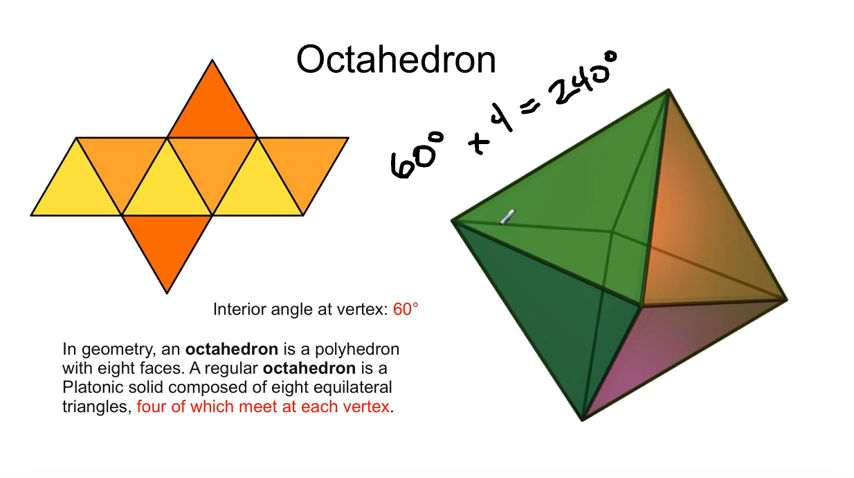 Octahedron
60° x 4 = 240°
Interior angle at vertex: 60°
In geometry, an octahedron is a polyhedron
with eight faces. A regular octahedron is a
Platonic solid composed of eight equilateral
triangles, four of which meet at each vertex.